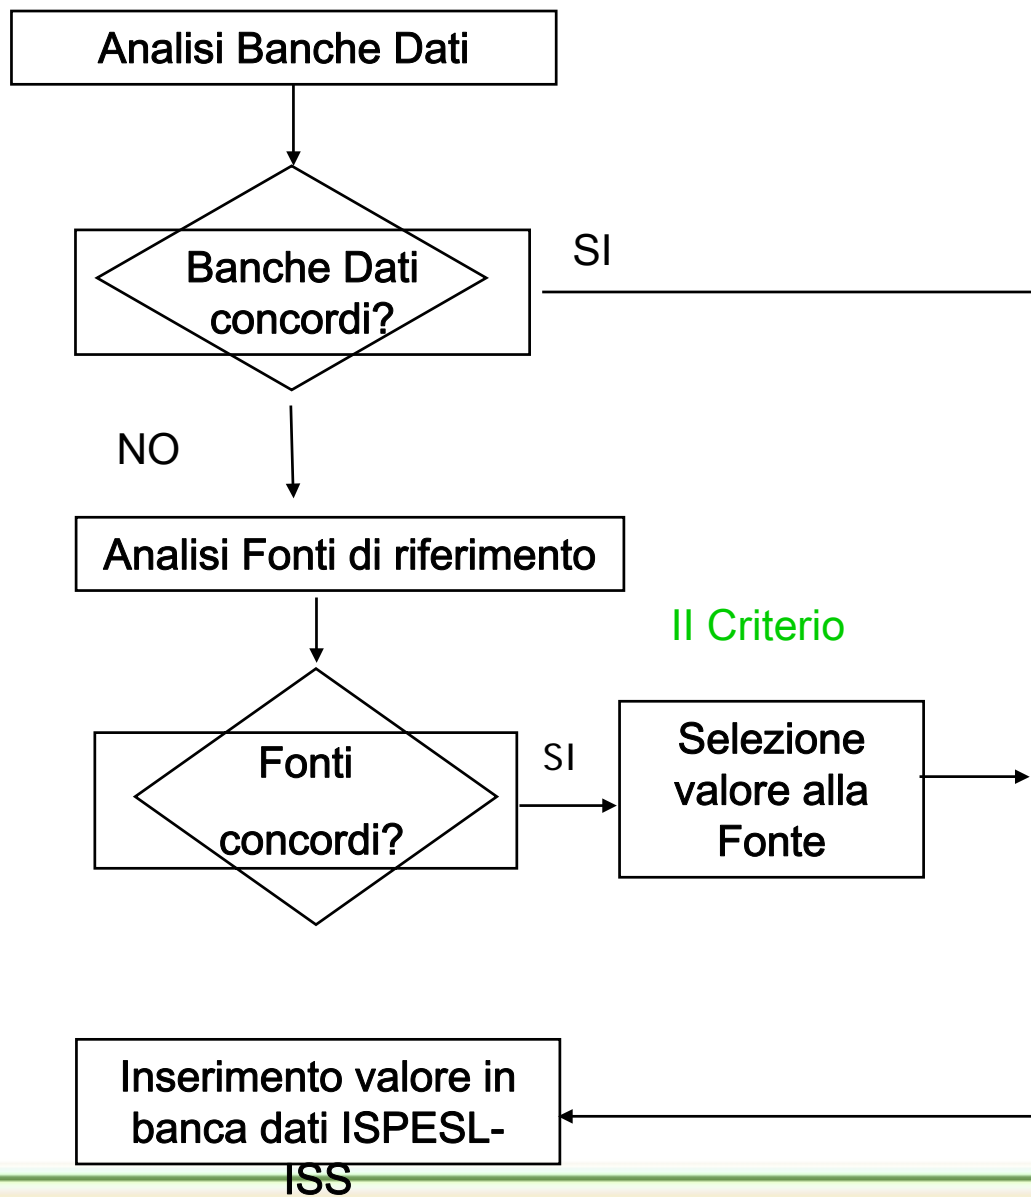 Analisi Banche Dati
SI
Banche Dati
concordi?
NO
Analisi Fonti di riferimento
II Criterio
Fonti
concordi?
SI
Selezione
valore alla
Fonte
Inserimento valore in
banca dati ISPESL-
ISS